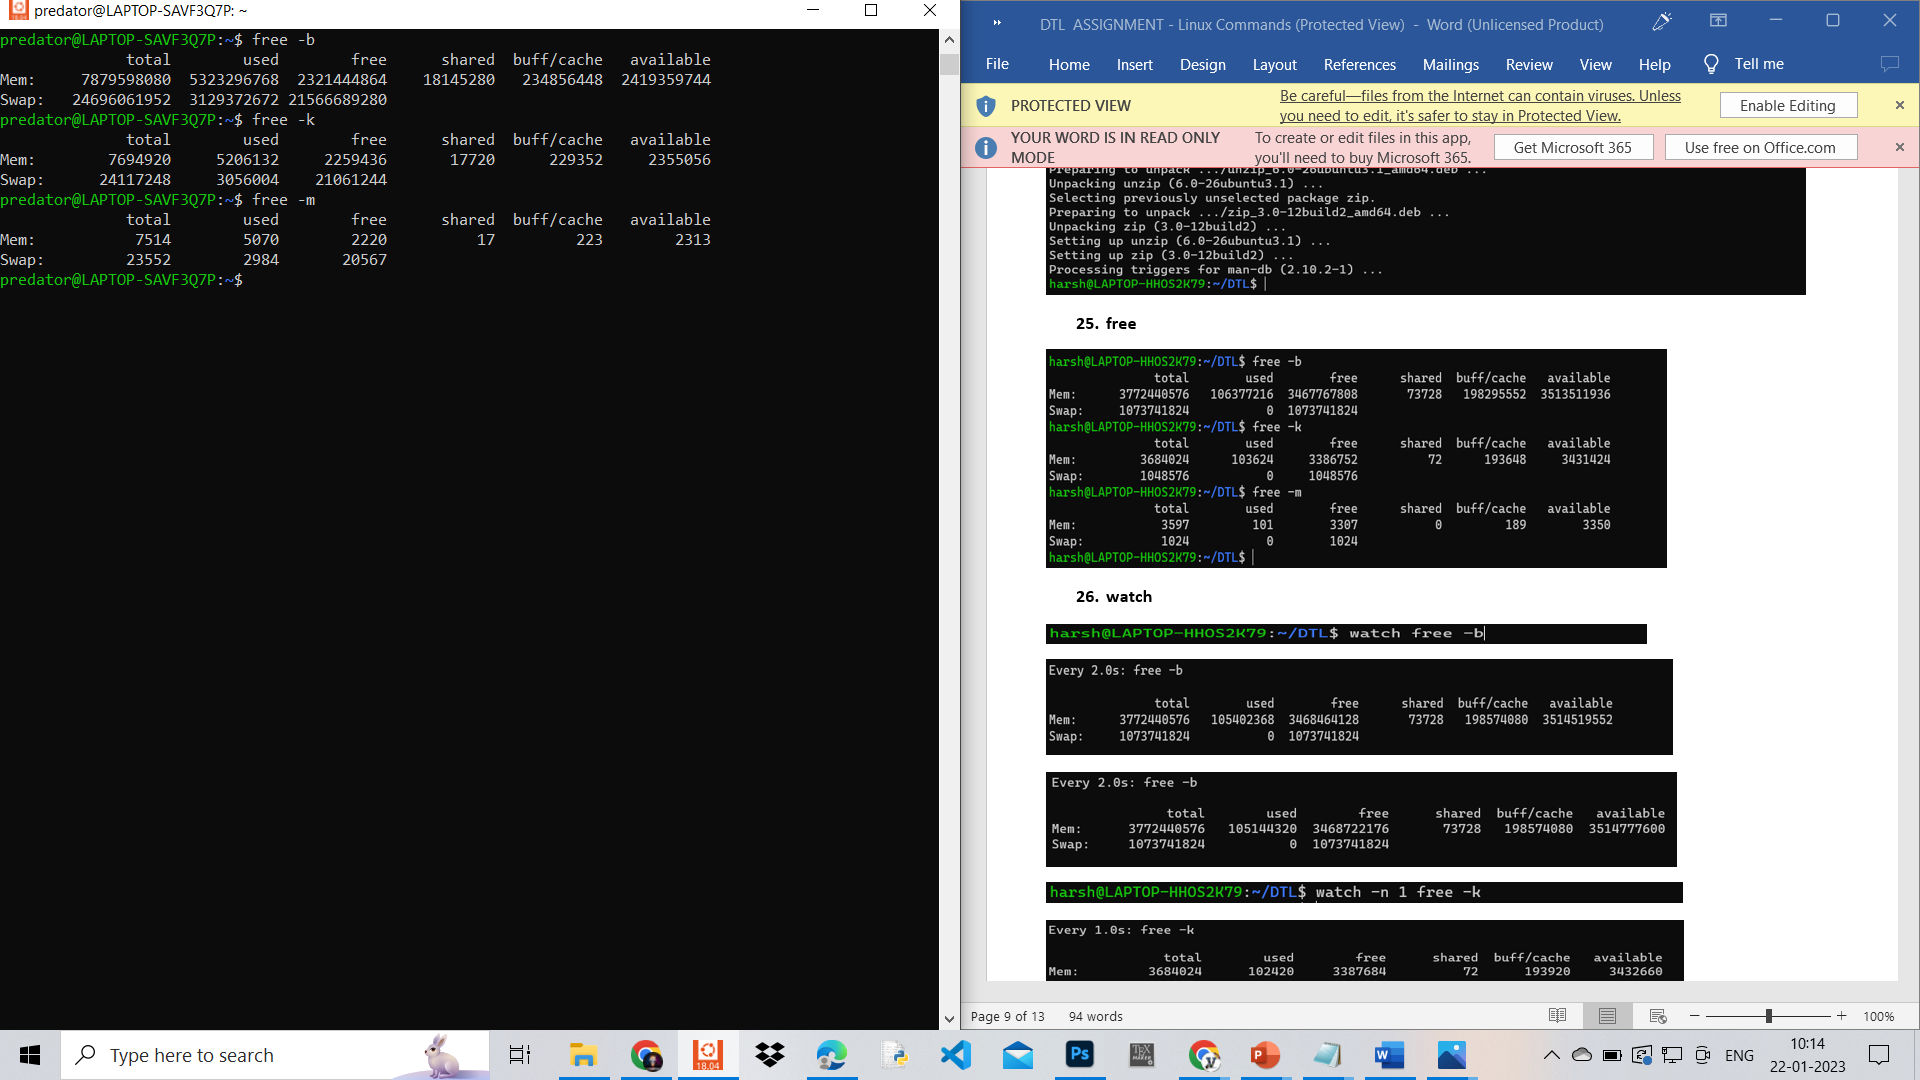 predator@LAPTOP-SAVF3Q7P: ~
predator@LAPTOP-SAVF3Q7P:~$ free -b
total used free shared buff/cache available
Mem: 7879598080 5323296768 2321444864 18145280 234856448 2419359744
Swap: 24696061952 3129372672 21566689280
predator@LAPTOP-SAVF3Q7P:~$ free -k
total used free shared buff/cache available
Mem: 7694920 5206132 2259436 17720 229352 2355056
Swap: 24117248 3056004 21061244
predator@LAPTOP-SAVF3Q7P:~$ free -m
total used free shared buff/cache available
Mem: 7514 5070 2220 17 223 2313
Swap: 23552 2984 20567
predator@LAPTOP-SAVF3Q7P:~$
DTL ASSIGNMENT - Linux Commands (Protected View) - Word (Unlicensed Product)
File Home Insert Design Layout References Mailings Review View Help Tell me
PROTECTED VIEW
Be careful—files from the Internet can contain viruses. Unless
you need to edit, it's safer to stay in Protected View.
Enable Editing
YOUR WORD IS IN READ ONLY
MODE
To create or edit files in this app,
you'll need to buy Microsoft 365.
Get Microsoft 365
Use free on Office.com
Preparing to unpack .../unzip_6.0-26ubuntu3.1_amd64.deb ...
Unpacking unzip (6.0-26ubuntu3.1) ...
Selecting previously unselected package zip.
Preparing to unpack .../zip_3.0-12build2_amd64.deb ...
Unpacking zip (3.0-12build2) ...
Setting up unzip (6.0-26ubuntu3.1) ...
Setting up zip (3.0-12build2) ...
Processing triggers for man-db (2.10.2-1) ...
harsh@LAPTOP-HHOS2K79:~/DTL$
25. free
harsh@LAPTOP-HHOS2K79:~/DTL$ free -b
total used free shared buff/cache available
Mem: 3772440576 106377216 3467767808 73728 198295552 3513511936
Swap: 1073741824 0 1073741824
harsh@LAPTOP-HHOS2K79:~/DTL$ free -k
total used free shared buff/cache available
Mem: 3684024 103624 3386752 72 193648 3431424
Swap: 1048576 0 1048576
harsh@LAPTOP-HHOS2K79:~/DTL$ free -m
total used free shared buff/cache available
Mem: 3597 101 3307 0 189 3350
Swap: 1024 0 1024
harsh@LAPTOP-HHOS2K79:~/DTL$
26. watch
harsh@LAPTOP-HHOS2K79:~/DTL$ watch free -b
Every 2.0s: free -b
total used free shared buff/cache available
Mem: 3772440576 105402368 3468464128 73728 198574080 3514519552
Swap: 1073741824 0 1073741824
Every 2.0s: free -b
total used free shared buff/cache available
Mem: 3772440576 105144320 3468722176 73728 198574080 3514777600
Swap: 1073741824 0 1073741824
harsh@LAPTOP-HHOS2K79:~/DTL$ watch -n 1 free -k
Every 1.0s: free -k
total used free shared buff/cache available
Mem: 3684024 102420 3387684 72 193920 3432660
Page 9 of 13 94 words
100%
Type here to search
18.04
Ps
TEX
MAKER
ENG
10:14
22-01-2023